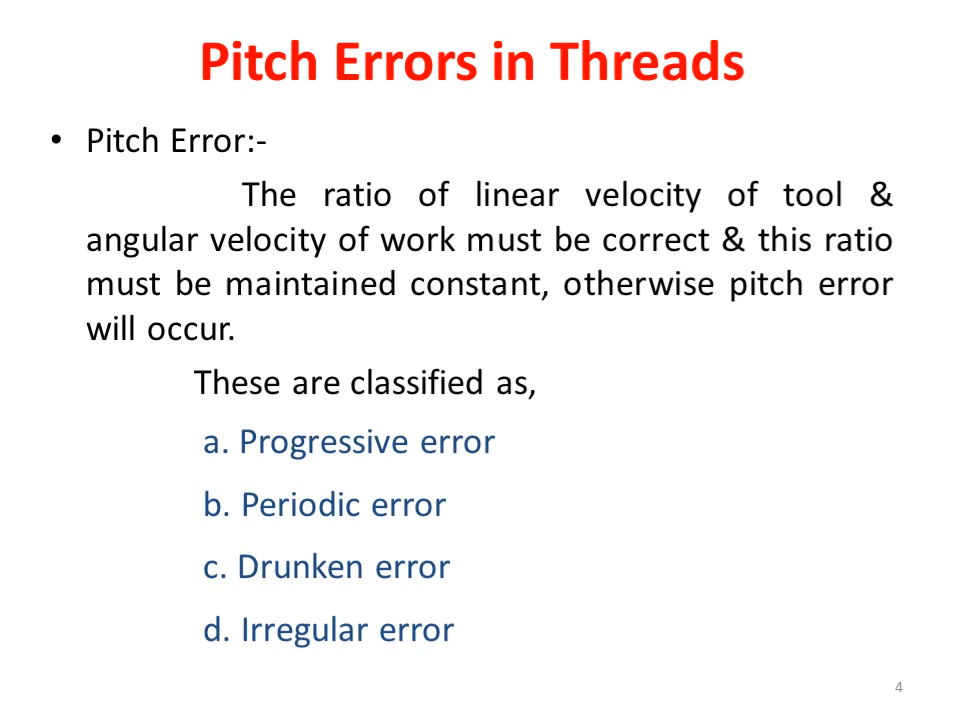 Pitch Errors in Threads
• Pitch Error:-
The ratio of linear velocity of tool &
angular velocity of work must be correct & this ratio
must be maintained constant, otherwise pitch error
will occur.
These are classified as,
a. Progressive error
b. Periodic error
c. Drunken error
d. Irregular error
4